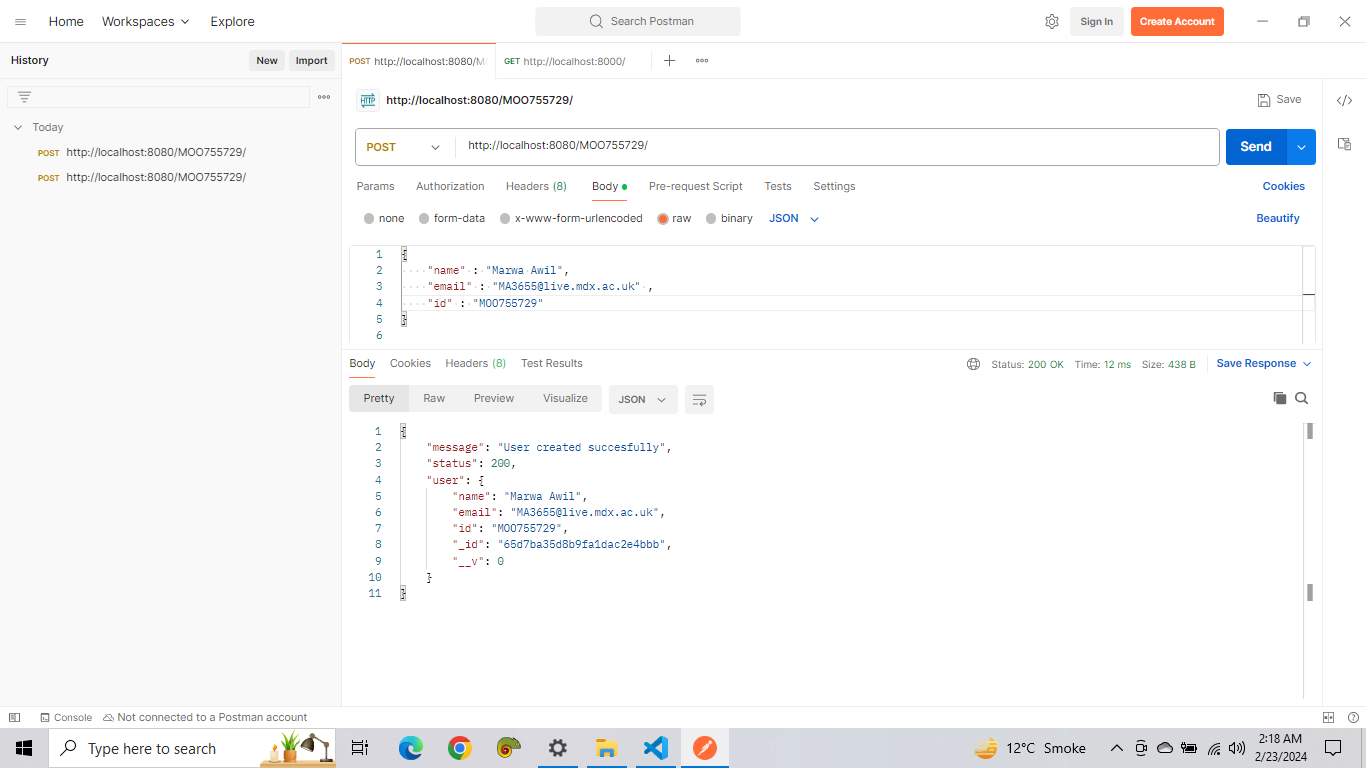 Home Workspaces Explore Search Postman Sign In Create Account
History New Import
POST http://localhost:8080/M GET http://localhost:8000/
HTTP http://localhost:8080/MOO755729/ Save
Today
POST http://localhost:8080/MOO755729/
POST http://localhost:8080/MOO755729/
POST http://localhost:8080/MOO755729/ Send
Params Authorization Headers (8) Body Pre-request Script Tests Settings Cookies
none form-data x-www-form-urlencoded raw binary JSON Beautify
1 {
2 "name" : "Marwa Awil",
3 "email" : "MA3655@live.mdx.ac.uk" ,
4 "id" : "MOO755729"
5 }
6
Body Cookies Headers (8) Test Results Status: 200 OK Time: 12 ms Size: 438 B Save Response
Pretty Raw Preview Visualize JSON
1 {
2 "message": "User created succesfully",
3 "status": 200,
4 "user": {
5 "name": "Marwa Awil",
6 "email": "MA3655@live.mdx.ac.uk",
7 "id": "MOO755729",
8 "_id": "65d7ba35d8b9fa1dac2e4bbb",
9 "__v": 0
10 }
11 }
Console Not connected to a Postman account
Type here to search 12°C Smoke 2:18 AM
2/23/2024